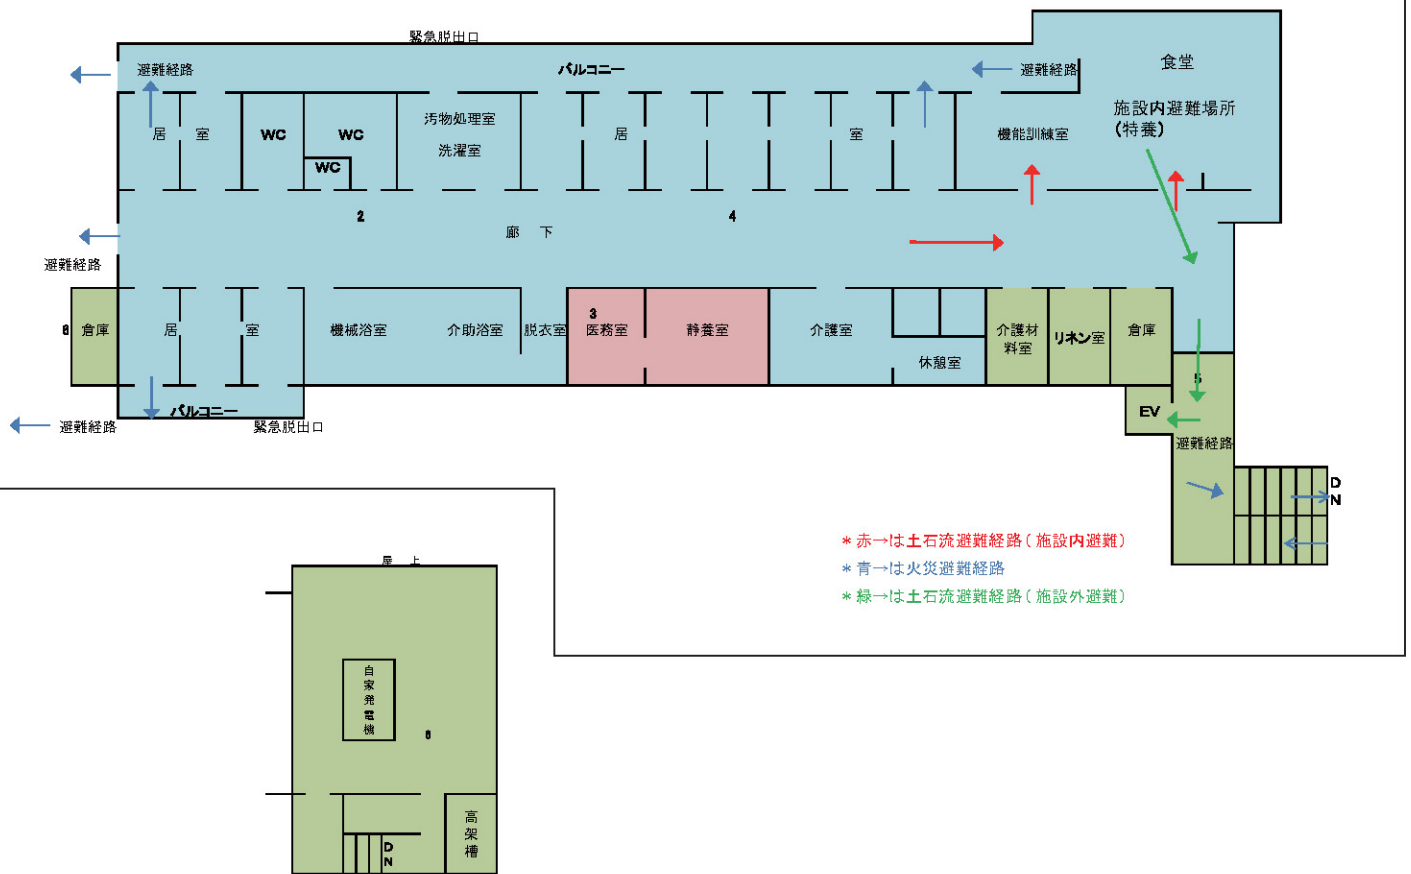 緊急脱出口
避難経路
バルコニー
避難経路
食堂
施設内避難場所
(特養)
居 室
WC
WC
WC
汚物処理室
洗濯室
居
室
機能訓練室
2
4
廊 下
避難経路
倉庫
居
室
機械浴室
介助浴室
脱衣室
3
医務室
静養室
介護室
休憩室
介護材
料室
リネン室
倉庫
5
EV
避難経路
バルコニー
避難経路
緊急脱出口
D
N
*赤→は土石流避難経路(施設内避難)
*青→は火災避難経路
*緑→は土石流避難経路(施設外避難)
屋 上
自
家
発
電
機
高
架
槽
D
N